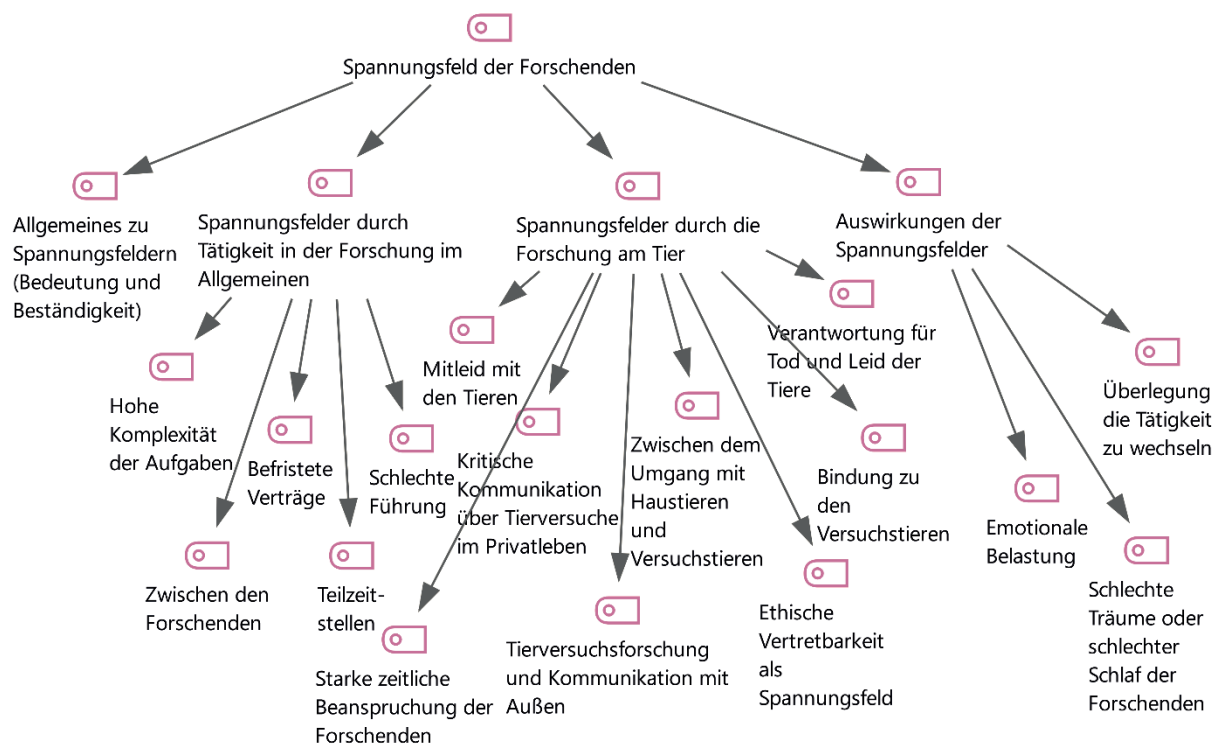 Spannungsfeld der Forschenden
Allgemeines zu
Spannungsfeldern
(Bedeutung und
Beständigkeit)
Spannungsfelder durch
Tätigkeit in der Forschung im
Allgemeinen
Spannungsfelder durch die
Forschung am Tier
Auswirkungen der
Spannungsfelder
Hohe
Komplexität
der Aufgaben
Befristete
Verträge
Schlechte
Führung
Zwischen den
Forschenden
Teilzeit-
stellen
Mitleid mit
den Tieren
Kritische
Kommunikation
über Tierversuche
im Privatleben
Zwischen dem
Umgang mit
Haustieren
und
Versuchstieren
Verantwortung für
Tod und Leid der
Tiere
Bindung zu
den
Versuchstieren
Starke zeitliche
Beanspruchung der
Forschenden
Tierversuchsforschung
und Kommunikation mit
Außen
Ethische
Vertretbarkeit
als
Spannungsfeld
Überlegung
die Tätigkeit
zu wechseln
Emotionale
Belastung
Schlechte
Träume oder
schlechter
Schlaf der
Forschenden